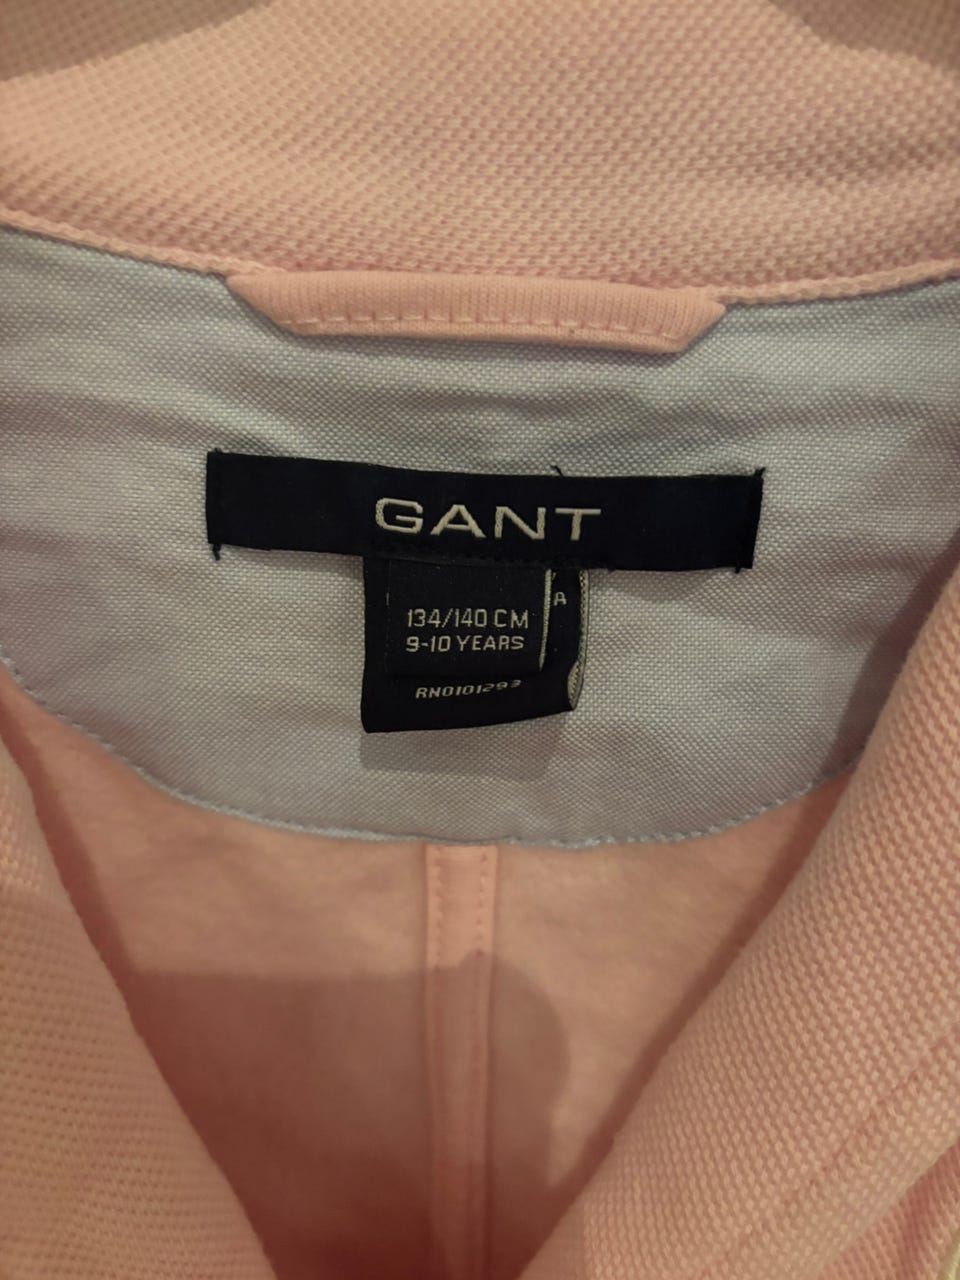 GANT
134/140 CM
9-10 YEARS
A
RN0101293